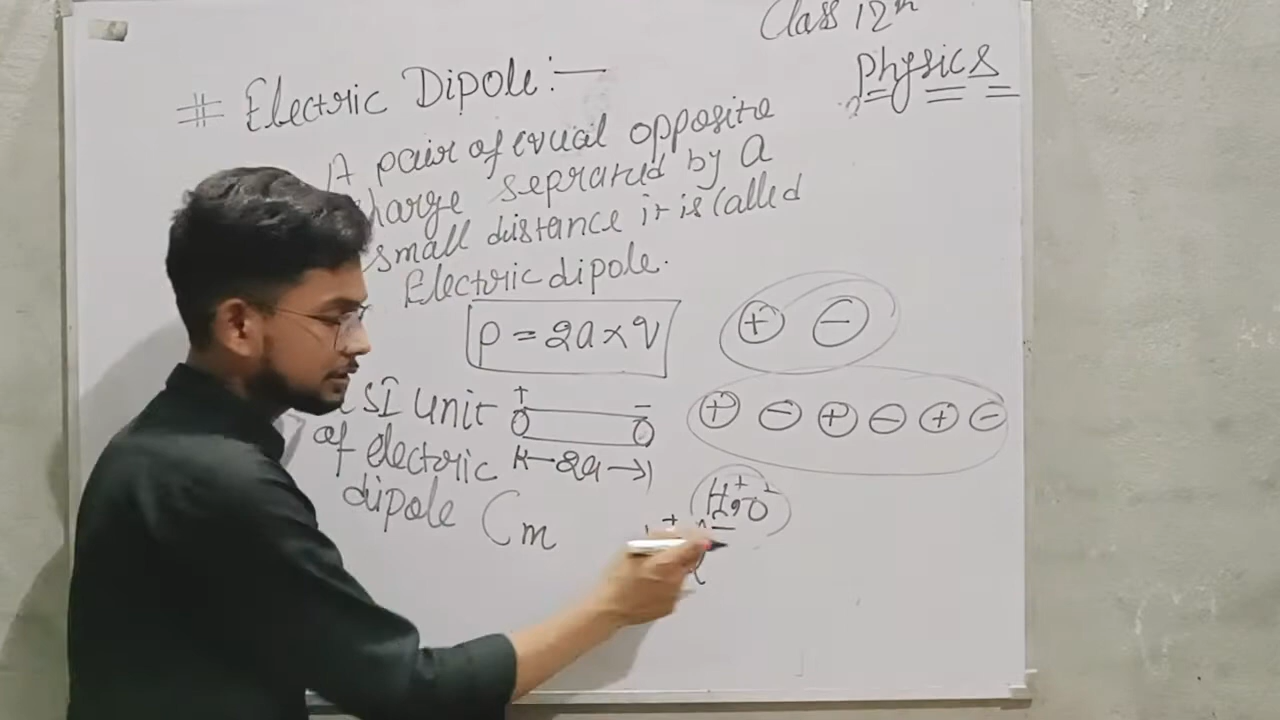 Class 12th
Physics
# Electric Dipole:-
A pair of equal opposite
charge seprated by a
small distance it is called
Electric dipole.
P = 2a × q
+ -
+ -
SI unit
of electric
dipole Cm
+ - + - + -
2a
H+2O-
+ -